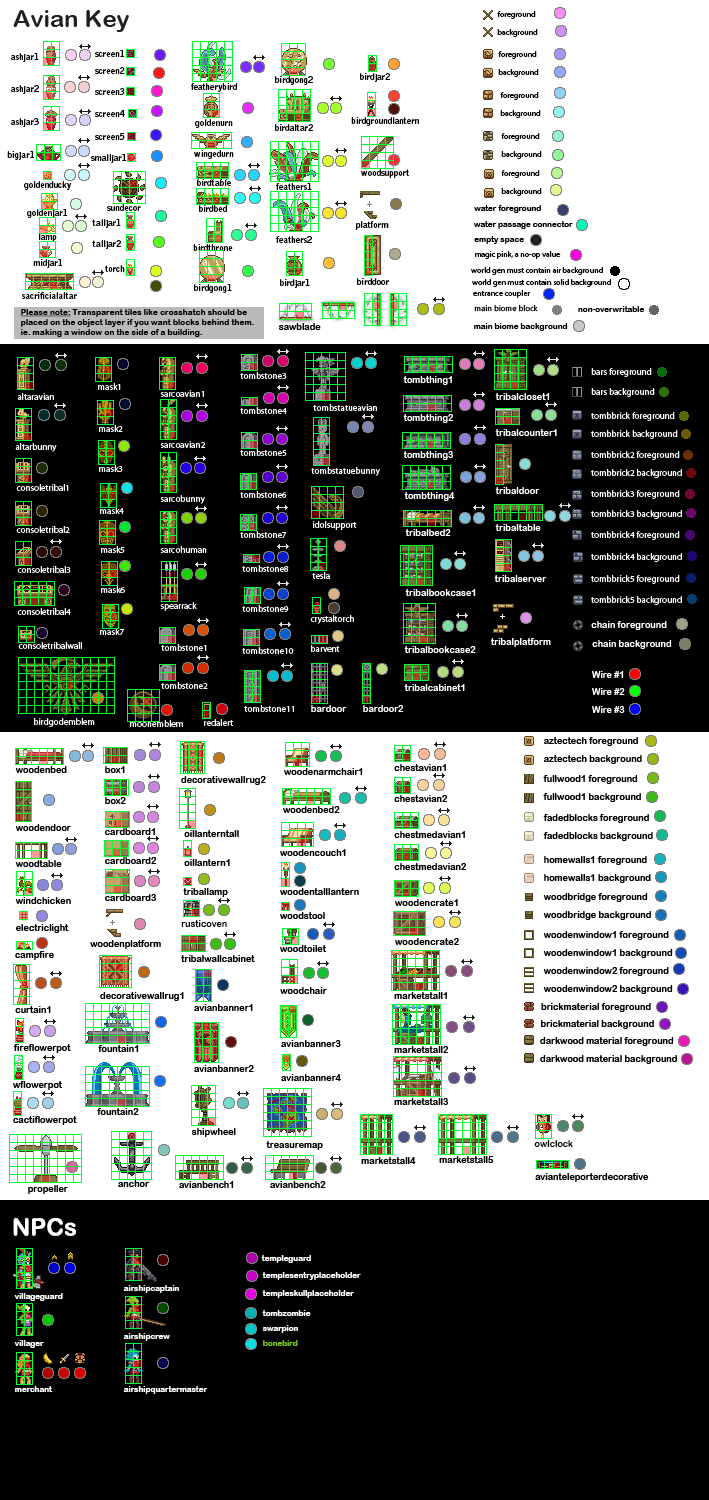 Avian Key
ashjar1
ashjar2
ashjar3
bigjar1
goldenducky
goldenjar1
lamp
midjar1
sacrificialaltar
screen1
screen2
screen3
screen4
screen5
smalljar1
sundecor
talljar1
talljar2
torch
featherybird
goldenurn
wingedurn
birdtable
birdbed
birdthrone
birdgong1
birdgong2
birdaltar2
feathers1
feathers2
birdjar1
sawblade
birdjar2
birdgroundlantern
woodsupport
platform
birddoor
Please note: Transparent tiles like crosshatch should be
placed on the object layer if you want blocks behind them.
ie. making a window on the side of a building.
foreground
background
foreground
background
foreground
background
foreground
background
foreground
background
water foreground
water passage connector
empty space
magic pink, a no-op value
world gen must contain air background
world gen must contain solid background
entrance coupler
main biome block
non-overwritable
main biome background
altaravian
altarbunny
consoletribal1
consoletribal2
consoletribal3
consoletribal4
consoletribalwall
birdgodemblem
mask1
mask2
mask3
mask4
mask5
mask6
mask7
moonemblem
sarcoavian1
sarcoavian2
sarcobunny
sarcohuman
spearrack
tombstone1
tombstone2
redalert
tombstone3
tombstone4
tombstone5
tombstone6
tombstone7
tombstone8
tombstone9
tombstone10
tombstone11
tombstatueavian
tombstatuebunny
idolsupport
tesla
crystaltorch
barvent
bardoor
bardoor2
tombthing1
tombthing2
tombthing3
tombthing4
tribalbed2
tribalbookcase1
tribalbookcase2
tribalcabinet1
tribalcloset1
tribalcounter1
tribaldoor
tribaltable
tribalserver
tribalplatform
bars foreground
bars background
tombbrick foreground
tombbrick background
tombbrick2 foreground
tombbrick2 background
tombbrick3 foreground
tombbrick3 background
tombbrick4 foreground
tombbrick4 background
tombbrick5 foreground
tombbrick5 background
chain foreground
chain background
Wire #1
Wire #2
Wire #3
woodenbed
woodendoor
woodtable
windchicken
electriclight
campfire
curtain1
fireflowerpot
wflowerpot
cactiflowerpot
propeller
box1
box2
cardboard1
cardboard2
cardboard3
woodenplatform
decorativewallrug1
fountain1
fountain2
anchor
decorativewallrug2
oillanterntall
oillantern1
triballamp
rusticoven
tribalwallcabinet
avianbanner1
avianbanner2
shipwheel
avianbench1
woodenarmchair1
woodenbed2
woodencouch1
woodentalllantern
woodstool
woodtoilet
woodchair
avianbanner3
avianbanner4
treasuremap
avianbench2
chestavian1
chestavian2
chestmedavian1
chestmedavian2
woodencrate1
woodencrate2
marketstall1
marketstall2
marketstall3
marketstall4
marketstall5
owlclock
avianteleporterdecorative
aztectech foreground
aztectech background
fullwood1 foreground
fullwood1 background
fadedblocks foreground
fadedblocks background
homewalls1 foreground
homewalls1 background
woodbridge foreground
woodbridge background
woodenwindow1 foreground
woodenwindow1 background
woodenwindow2 foreground
woodenwindow2 background
brickmaterial foreground
brickmaterial background
darkwood material foreground
darkwood material background
NPCs
villageguard
villager
merchant
airshipcaptain
airshipcrew
airshipquartermaster
templeguard
templesentryplaceholder
templeskullplaceholder
tombzombie
swarpion
bonebird